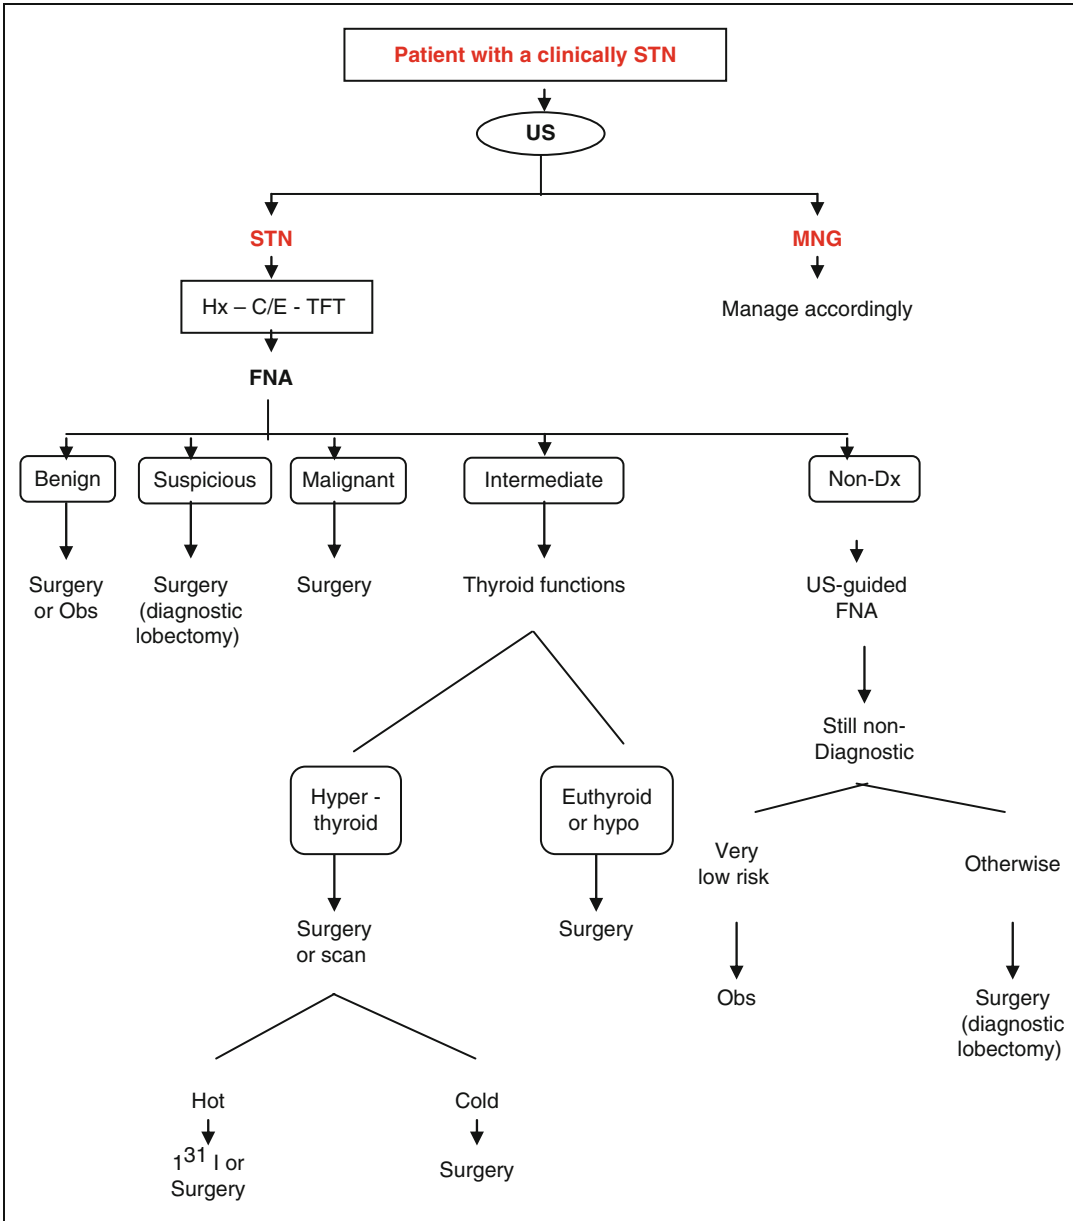 Patient with a clinically STN
US
STN
MNG
Hx – C/E - TFT
Manage accordingly
FNA
Benign
Suspicious
Malignant
Intermediate
Non-Dx
Surgery
or Obs
Surgery
(diagnostic
lobectomy)
Surgery
Thyroid functions
US-guided
FNA
Still non-
Diagnostic
Hyper -
thyroid
Euthyroid
or hypo
Very
low risk
Otherwise
Surgery
or scan
Surgery
Obs
Surgery
(diagnostic
lobectomy)
Hot
Cold
1³¹ I or
Surgery
Surgery